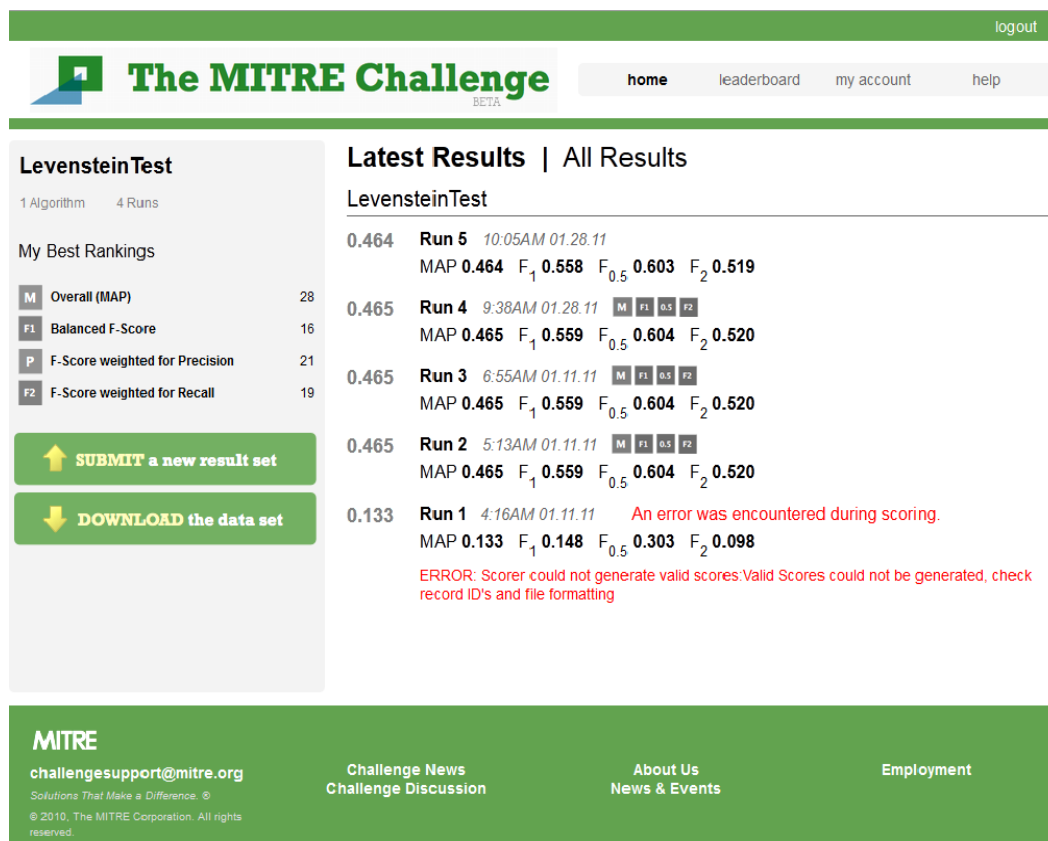 logout
The MITRE Challenge
BETA
home leaderboard my account help
LevensteinTest
1 Algorithm 4 Runs
My Best Rankings
M Overall (MAP) 28
F1 Balanced F-Score 16
P F-Score weighted for Precision 21
F2 F-Score weighted for Recall 19
SUBMIT a new result set
DOWNLOAD the data set
Latest Results | All Results
LevensteinTest
0.464 Run 5 10:05AM 01.28.11
MAP 0.464 F1 0.558 F0.5 0.603 F2 0.519
0.465 Run 4 9:38AM 01.28.11 M F1 0.5 F2
MAP 0.465 F1 0.559 F0.5 0.604 F2 0.520
0.465 Run 3 6:55AM 01.11.11 M F1 0.5 F2
MAP 0.465 F1 0.559 F0.5 0.604 F2 0.520
0.465 Run 2 5:13AM 01.11.11 M F1 0.5 F2
MAP 0.465 F1 0.559 F0.5 0.604 F2 0.520
0.133 Run 1 4:16AM 01.11.11 An error was encountered during scoring.
MAP 0.133 F1 0.148 F0.5 0.303 F2 0.098
ERROR: Scorer could not generate valid scores:Valid Scores could not be generated, check
record ID's and file formatting
MITRE
challengesupport@mitre.org
Solutions That Make a Difference. ®
© 2010, The MITRE Corporation. All rights
reserved.
Challenge News
Challenge Discussion
About Us
News & Events
Employment